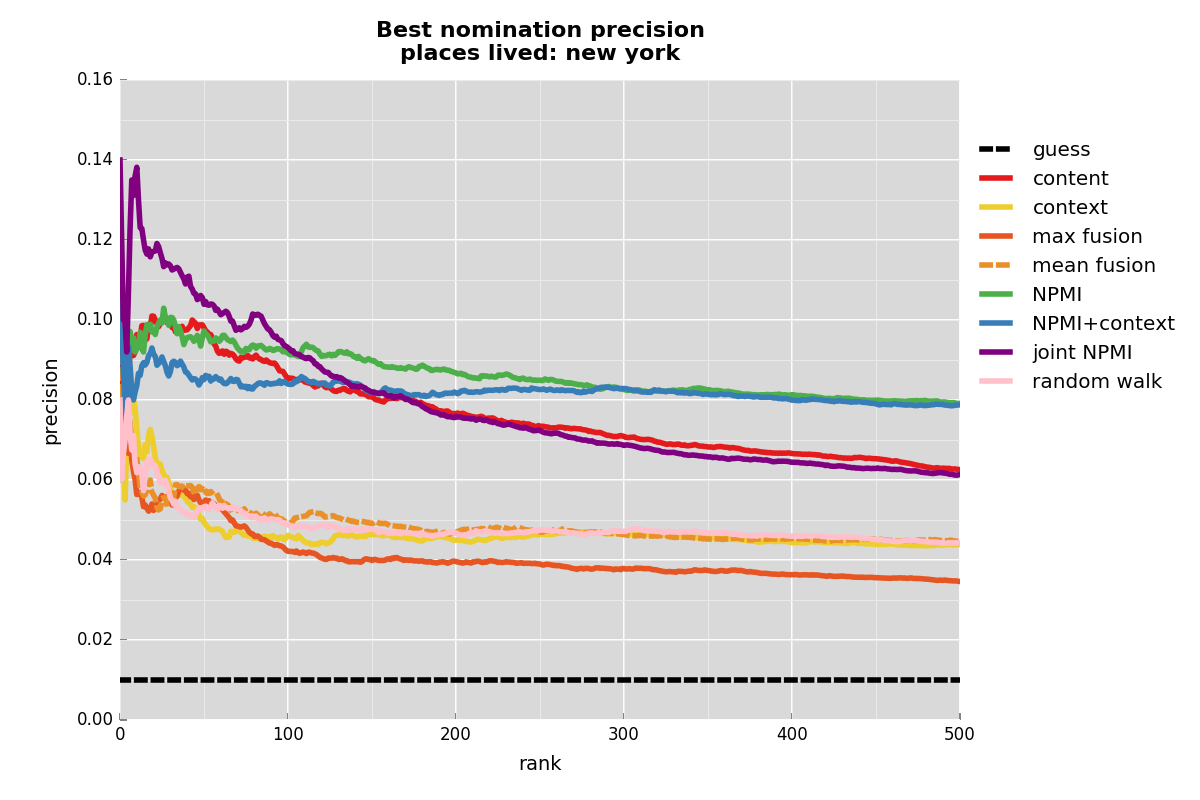 Best nomination precision
places lived: new york
precision
0.16
0.14
0.12
0.10
0.08
0.06
0.04
0.02
0.00
0
100
200
300
400
500
rank
guess
content
context
max fusion
mean fusion
NPMI
NPMI+context
joint NPMI
random walk